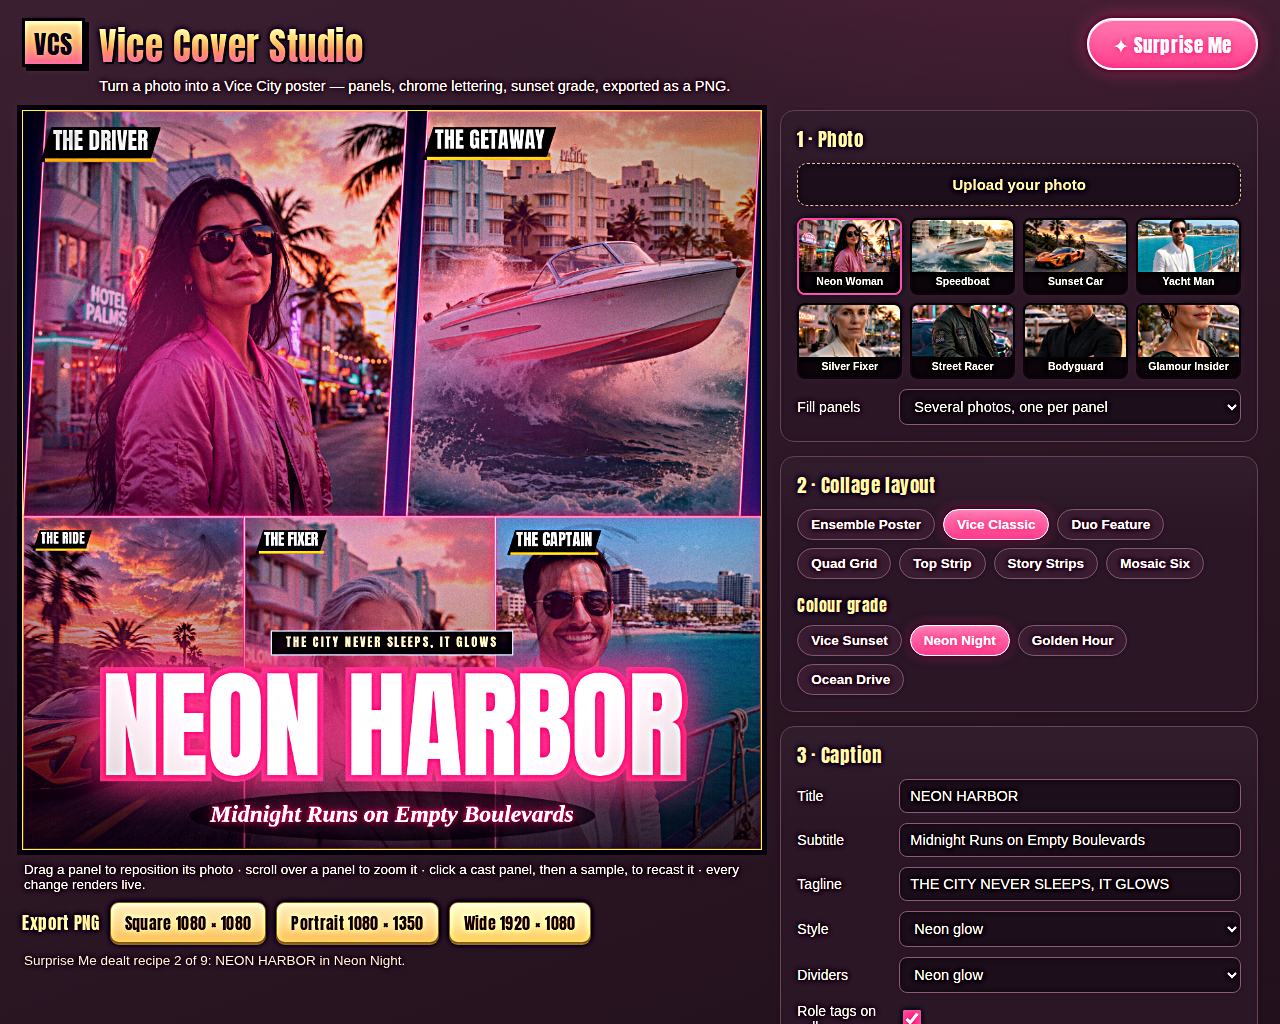 VCS
Vice Cover Studio
✦ Surprise Me
Turn a photo into a Vice City poster — panels, chrome lettering, sunset grade, exported as a PNG.
THE DRIVER
THE GETAWAY
PACIFIC
HOTEL
PALMS
THE RIDE
THE FIXER
THE CAPTAIN
THE CITY NEVER SLEEPS, IT GLOWS
NEON HARBOR
Midnight Runs on Empty Boulevards
Drag a panel to reposition its photo · scroll over a panel to zoom it · click a cast panel, then a sample, to recast it · every
change renders live.
Export PNG
Square 1080 × 1080
Portrait 1080 × 1350
Wide 1920 × 1080
Surprise Me dealt recipe 2 of 9: NEON HARBOR in Neon Night.
1 · Photo
Upload your photo
Neon Woman
Speedboat
Sunset Car
Yacht Man
Silver Fixer
Street Racer
Bodyguard
Glamour Insider
Fill panels
Several photos, one per panel
2 · Collage layout
Ensemble Poster
Vice Classic
Duo Feature
Quad Grid
Top Strip
Story Strips
Mosaic Six
Colour grade
Vice Sunset
Neon Night
Golden Hour
Ocean Drive
3 · Caption
Title
NEON HARBOR
Subtitle
Midnight Runs on Empty Boulevards
Tagline
THE CITY NEVER SLEEPS, IT GLOWS
Style
Neon glow
Dividers
Neon glow
Role tags on